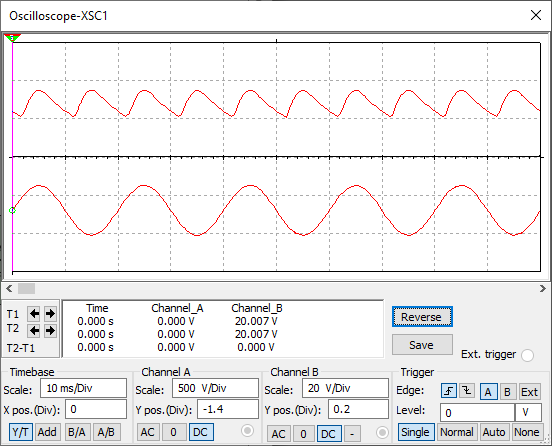 Oscilloscope-XSC1
Time Channel_A Channel_B
T1 0.000 s 0.000 V 20.007 V
T2 0.000 s 0.000 V 20.007 V
T2-T1 0.000 s 0.000 V 0.000 V
Reverse
Save
Ext. trigger
Timebase Channel A Channel B Trigger
Scale: 10 ms/Div Scale: 500 V/Div Scale: 20 V/Div Edge: A B Ext
X pos.(Div): 0 Y pos.(Div): -1.4 Y pos.(Div): 0.2 Level: 0 V
Y/T Add B/A A/B AC 0 DC AC 0 DC - Single Normal Auto None